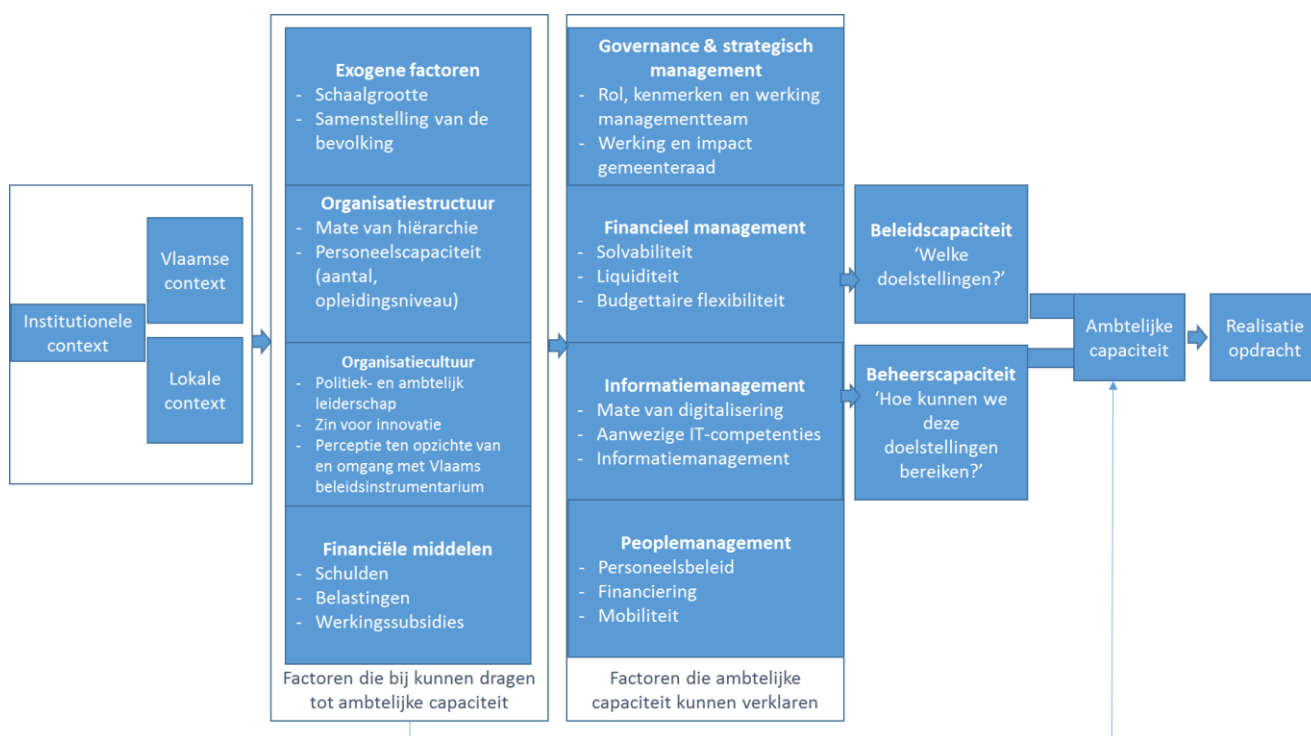 Institutionele
context
Vlaamse
context
Lokale
context
Exogene factoren
- Schaalgrootte
- Samenstelling van de
bevolking
Organisatiestructuur
- Mate van hiërarchie
- Personeelscapaciteit
(aantal,
opleidingsniveau)
Organisatiecultuur
- Politiek- en ambtelijk
leiderschap
- Zin voor innovatie
- Perceptie ten opzichte van
en omgang met Vlaams
beleidsinstrumentarium
Financiële middelen
- Schulden
- Belastingen
- Werkingssubsidies
Factoren die bij kunnen dragen
tot ambtelijke capaciteit
Governance & strategisch
management
- Rol, kenmerken en werking
managementteam
- Werking en impact
gemeenteraad
Financieel management
- Solvabiliteit
- Liquiditeit
- Budgettaire flexibiliteit
Informatiemanagement
- Mate van digitalisering
- Aanwezige IT-competenties
- Informatiemanagement
Peoplemanagement
- Personeelsbeleid
- Financiering
- Mobiliteit
Factoren die ambtelijke
capaciteit kunnen verklaren
Beleidscapaciteit
‘Welke
doelstellingen?’
Beheerscapaciteit
‘Hoe kunnen we
deze
doelstellingen
bereiken?’
Ambtelijke
capaciteit
Realisatie
opdracht